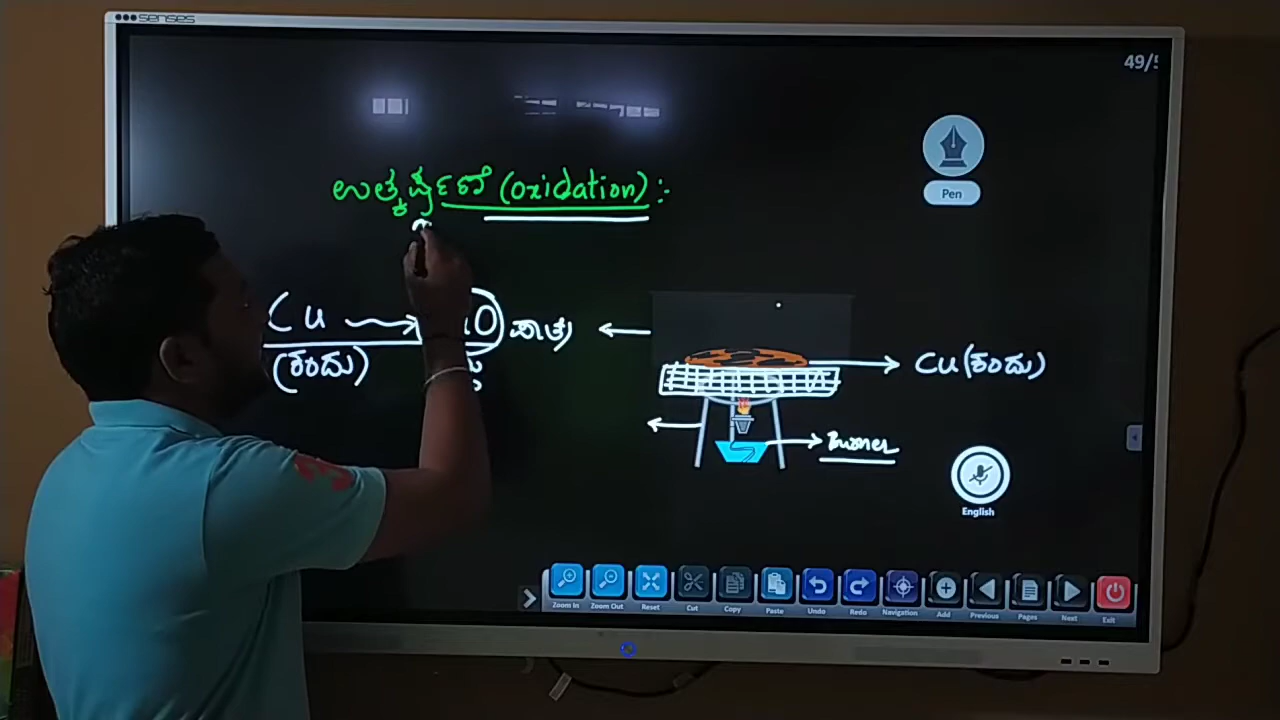 senses
49/5
Pen
ಉತ್ಕರ್ಷಣೆ (Oxidation) :-
Cu
O ಪಾತ್ರೆ
(ಕಂದು)
Cu (ಕಂದು)
Burner
English
Zoom In Zoom Out Reset Cut Copy Paste Undo Redo Navigation Add Previous Pages Next Exit